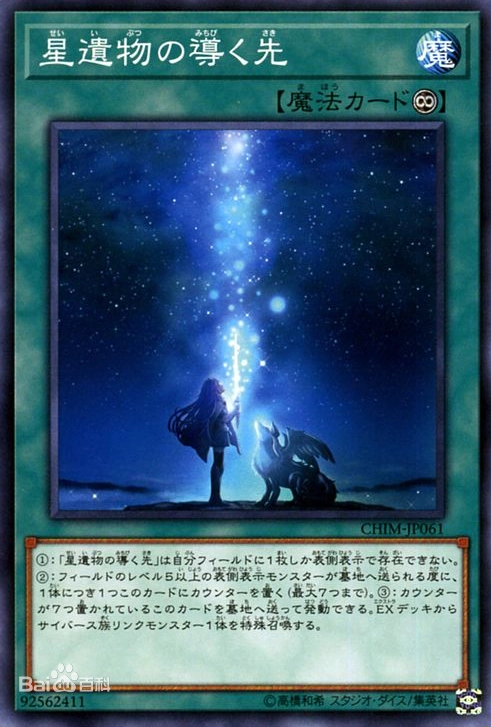 星遺物の導く先
【魔法カード∞】
魔
CHIM-JP061
①:「星遺物の導く先」は自分フィールドに1枚しか表側表示で存在できない。
②:フィールドのレベル5以上の表側表示モンスターが墓地へ送られる度に、
1体につき1つこのカードにカウンターを置く(最大7つまで)。③:カウンター
が7つ置かれているこのカードを墓地へ送って発動できる。EXデッキから
サイバース族リンクモンスター1体を特殊召喚する。
Bai du 百科
92562411
©高橋和希 スタジオ・ダイス/集英社